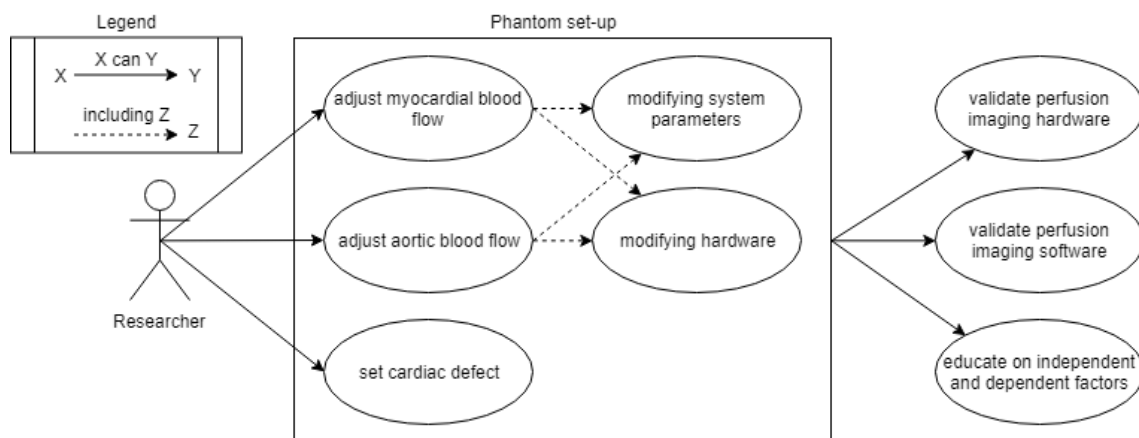 Legend
X can Y
X
Y
including Z
Z
Researcher
Phantom set-up
adjust myocardial blood
flow
modifying system
parameters
adjust aortic blood flow
modifying hardware
set cardiac defect
validate perfusion
imaging hardware
validate perfusion
imaging software
educate on independent
and dependent factors